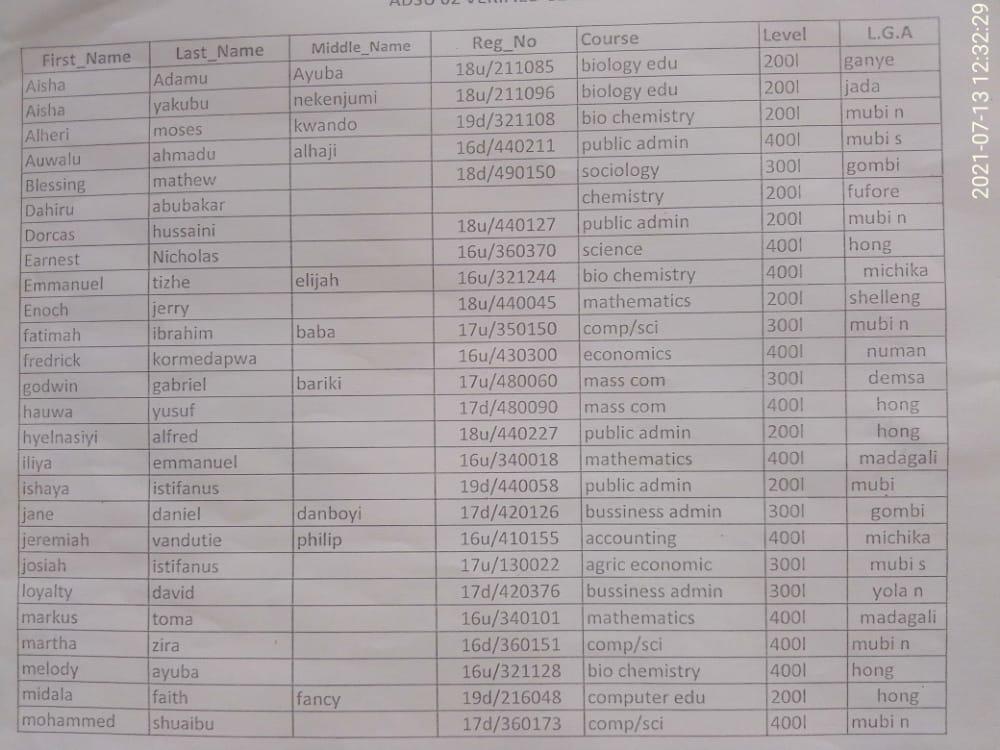 First_Name Last_Name Middle_Name Reg_No Course Level L.G.A
Aisha Adamu Ayuba 18u/211085 biology edu 200l ganye
Aisha yakubu nekenjumi 18u/211096 biology edu 200l jada
Alheri moses kwando 19d/321108 bio chemistry 200l mubi n
Auwalu ahmadu alhaji 16d/440211 public admin 400l mubi s
Blessing mathew 18d/490150 sociology 300l gombi
Dahiru abubakar chemistry 200l fufore
Dorcas hussaini 18u/440127 public admin 200l mubi n
Earnest Nicholas 16u/360370 science 400l hong
Emmanuel tizhe elijah 16u/321244 bio chemistry 400l michika
Enoch jerry 18u/440045 mathematics 200l shelleng
fatimah ibrahim baba 17u/350150 comp/sci 300l mubi n
fredrick kormedapwa 16u/430300 economics 400l numan
godwin gabriel bariki 17u/480060 mass com 300l demsa
hauwa yusuf 17d/480090 mass com 400l hong
hyelnasiyi alfred 18u/440227 public admin 200l hong
iliya emmanuel 16u/340018 mathematics 400l madagali
ishaya istifanus 19d/440058 public admin 200l mubi
jane daniel danboyi 17d/420126 bussiness admin 300l gombi
jeremiah vandutie philip 16u/410155 accounting 400l michika
josiah istifanus 17u/130022 agric economic 300l mubi s
loyalty david 17d/420376 bussiness admin 300l yola n
markus toma 16u/340101 mathematics 400l madagali
martha zira 16d/360151 comp/sci 400l mubi n
melody ayuba 16u/321128 bio chemistry 400l hong
midala faith fancy 19d/216048 computer edu 200l hong
mohammed shuaibu 17d/360173 comp/sci 400l mubi n
2021-07-13 12:32:29